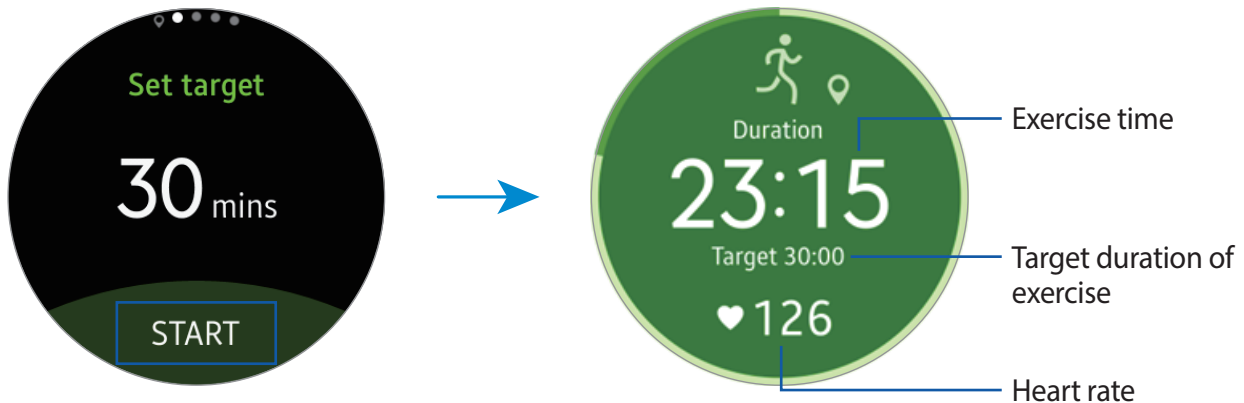 Set target
30 mins
START
Duration
23:15
Target 30:00
126
Exercise time
Target duration of
exercise
Heart rate